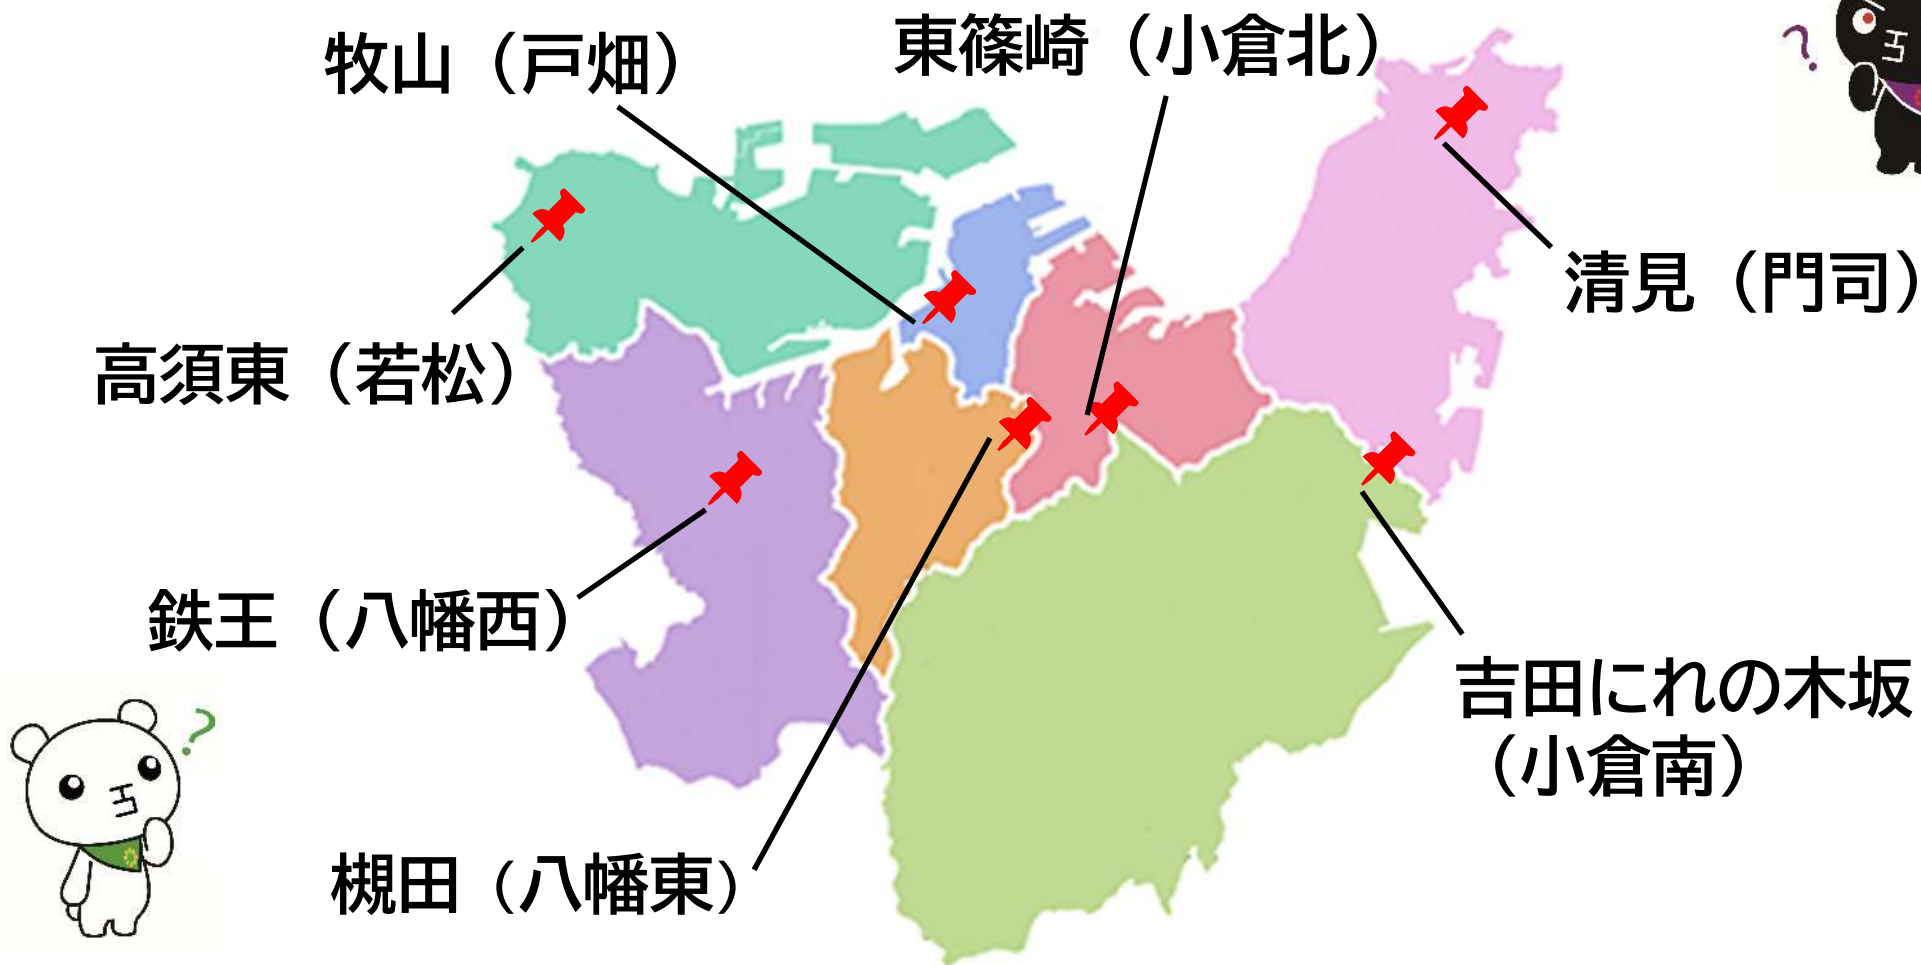 牧山（戸畑）
東篠崎（小倉北）
清見（門司）
高須東（若松）
鉄王（八幡西）
吉田にれの木坂
（小倉南）
槻田（八幡東）
?
?